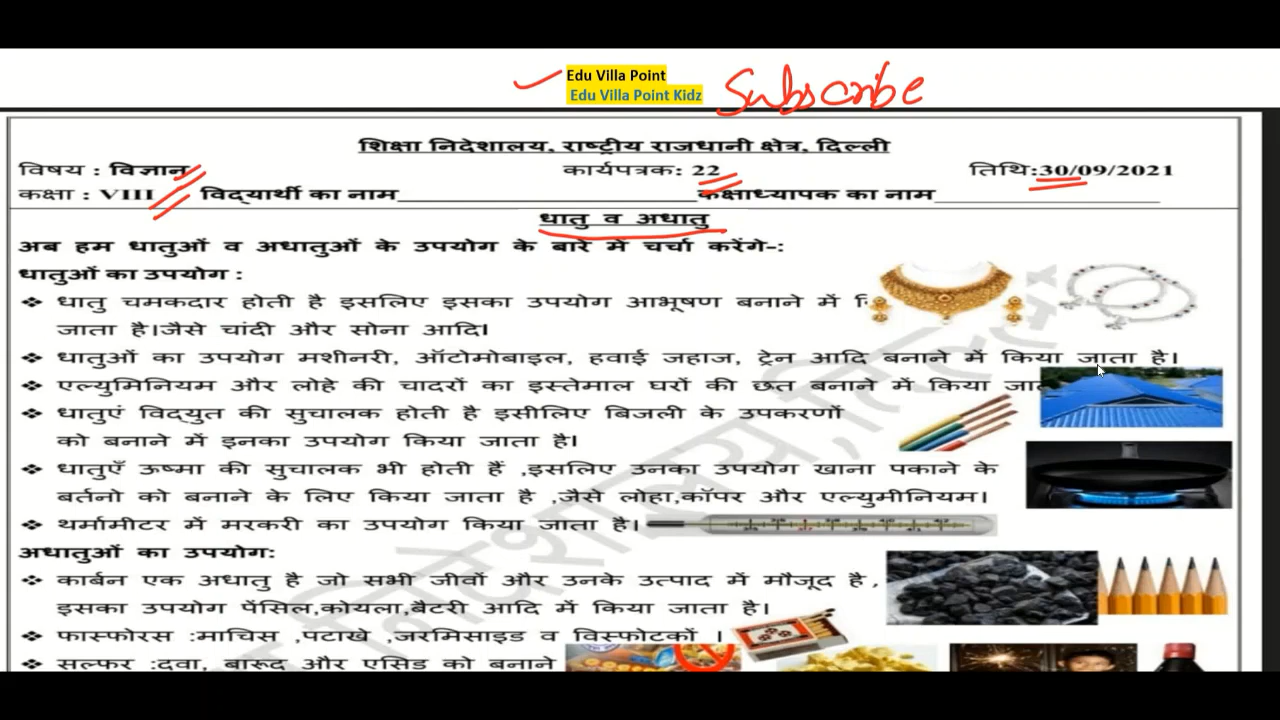 Edu Villa Point
Edu Villa Point Kidz
Subscribe
शिक्षा निदेशालय, राष्ट्रीय राजधानी क्षेत्र, दिल्ली
विषय : विज्ञान कार्यपत्रक: 22 तिथि:30/09/2021
कक्षा : VIII विद्यार्थी का नाम कक्षाध्यापक का नाम
धातु व अधातु
अब हम धातुओं व अधातुओं के उपयोग के बारे में चर्चा करेंगे-:
धातुओं का उपयोग :
❖ धातु चमकदार होती है इसलिए इसका उपयोग आभूषण बनाने में
जाता है।जैसे चांदी और सोना आदि।
❖ धातुओं का उपयोग मशीनरी, ऑटोमोबाइल, हवाई जहाज, ट्रेन आदि बनाने में किया जाता है।
❖ एल्युमिनियम और लोहे की चादरों का इस्तेमाल घरों की छत बनाने में किया
❖ धातुएं विद्युत की सुचालक होती है इसीलिए बिजली के उपकरणों
को बनाने में इनका उपयोग किया जाता है।
❖ धातुएँ ऊष्मा की सुचालक भी होती हैं ,इसलिए उनका उपयोग खाना पकाने के
बर्तनो को बनाने के लिए किया जाता है ,जैसे लोहा,कॉपर और एल्युमीनियम।
❖ थर्मामीटर में मरकरी का उपयोग किया जाता है।
अधातुओं का उपयोग:
❖ कार्बन एक अधातु है जो सभी जीवों और उनके उत्पाद में मौजूद है,
इसका उपयोग पेंसिल,कोयला,बैटरी आदि में किया जाता है।
❖ फास्फोरस :माचिस ,पटाखे ,जरमिसाइड व विस्फोटकों ।
❖ सल्फर :दवा, बारूद और एसिड को बनाने